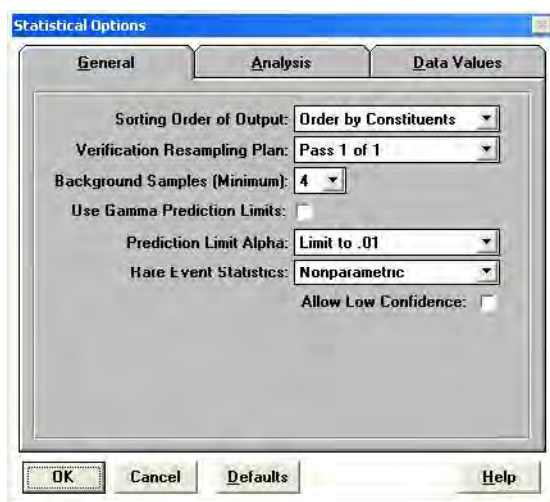 Statistical Options
General Analysis Data Values
Sorting Order of Output: Order by Constituents
Verification Resampling Plan: Pass 1 of 1
Background Samples (Minimum): 4
Use Gamma Prediction Limits:
Prediction Limit Alpha: Limit to .01
Rare Event Statistics: Nonparametric
Allow Low Confidence:
OK Cancel Defaults Help